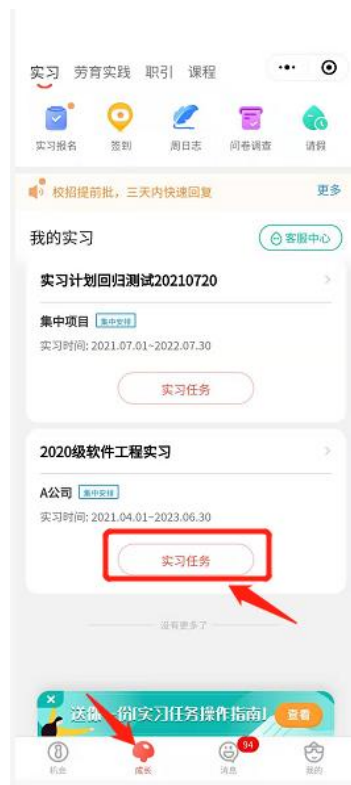 实习 劳育实践 职引 课程
实习报名 签到 周日志 问卷调查 请假
校招提前批，三天内快速回复 更多
我的实习 客服中心
实习计划回归测试20210720
集中项目 集中安排
实习时间: 2021.07.01~2022.07.30
实习任务
2020级软件工程实习
A公司 集中安排
实习时间: 2021.04.01~2023.06.30
实习任务
没有更多了
送你一份!实习任务操作指南! 查看
94
机会 成长 消息 我的